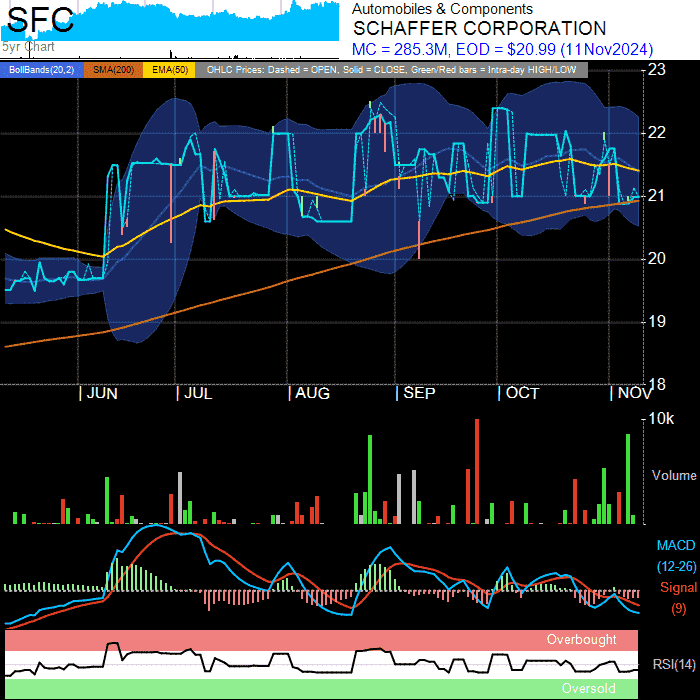 SFC
5yr Chart
Automobiles & Components
SCHAFFER CORPORATION
MC = 285.3M, EOD = $20.99 (11Nov2024)
BollBands(20,2) SMA(200) EMA(50) OHLC Prices: Dashed = OPEN, Solid = CLOSE, Green/Red bars = Intra-day HIGH/LOW
23
22
21
20
19
18
JUN JUL AUG SEP OCT NOV
10k
Volume
MACD
(12-26)
Signal
(9)
Overbought
RSI(14)
Oversold